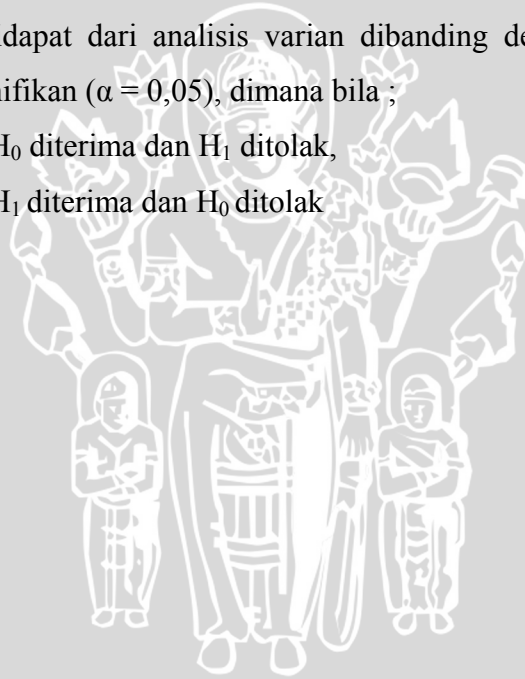 dapat dari analisis varian dibanding de
ifikan (α = 0,05), dimana bila ;
H₀ diterima dan H₁ ditolak,
H₁ diterima dan H₀ ditolak